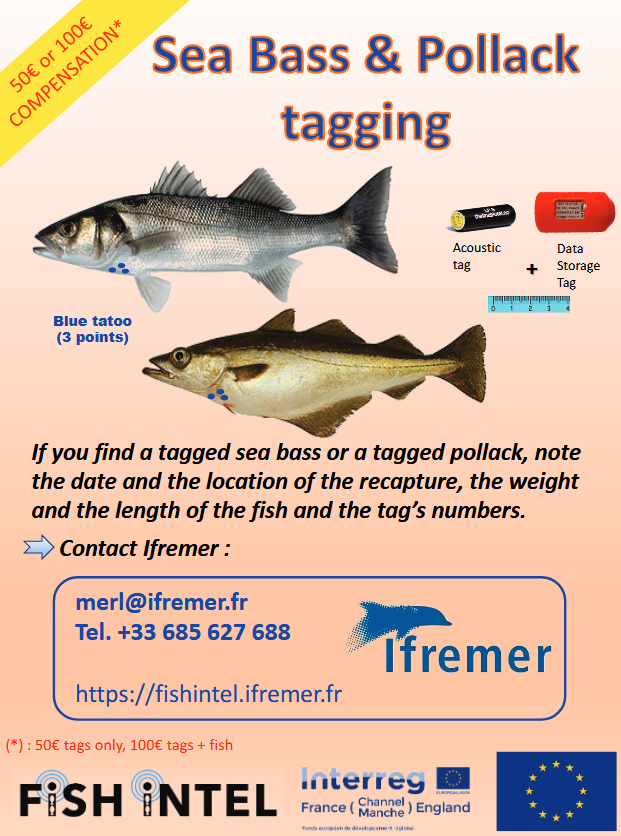 50€ or 100€
COMPENSATION*
Sea Bass & Pollack
tagging
Acoustic
tag
+
Data
Storage
Tag
0 1 2 3 4
Blue tatoo
(3 points)
If you find a tagged sea bass or a tagged pollack, note
the date and the location of the recapture, the weight
and the length of the fish and the tag's numbers.
Contact Ifremer :
merl@ifremer.fr
Tel. +33 685 627 688
Ifremer
https://fishintel.ifremer.fr
(*) : 50€ tags only, 100€ tags + fish
FiSH iNTEL
Interreg
EUROPEAN UNION
France ( Channel
Manche ) England
Fonds européen de développement régional